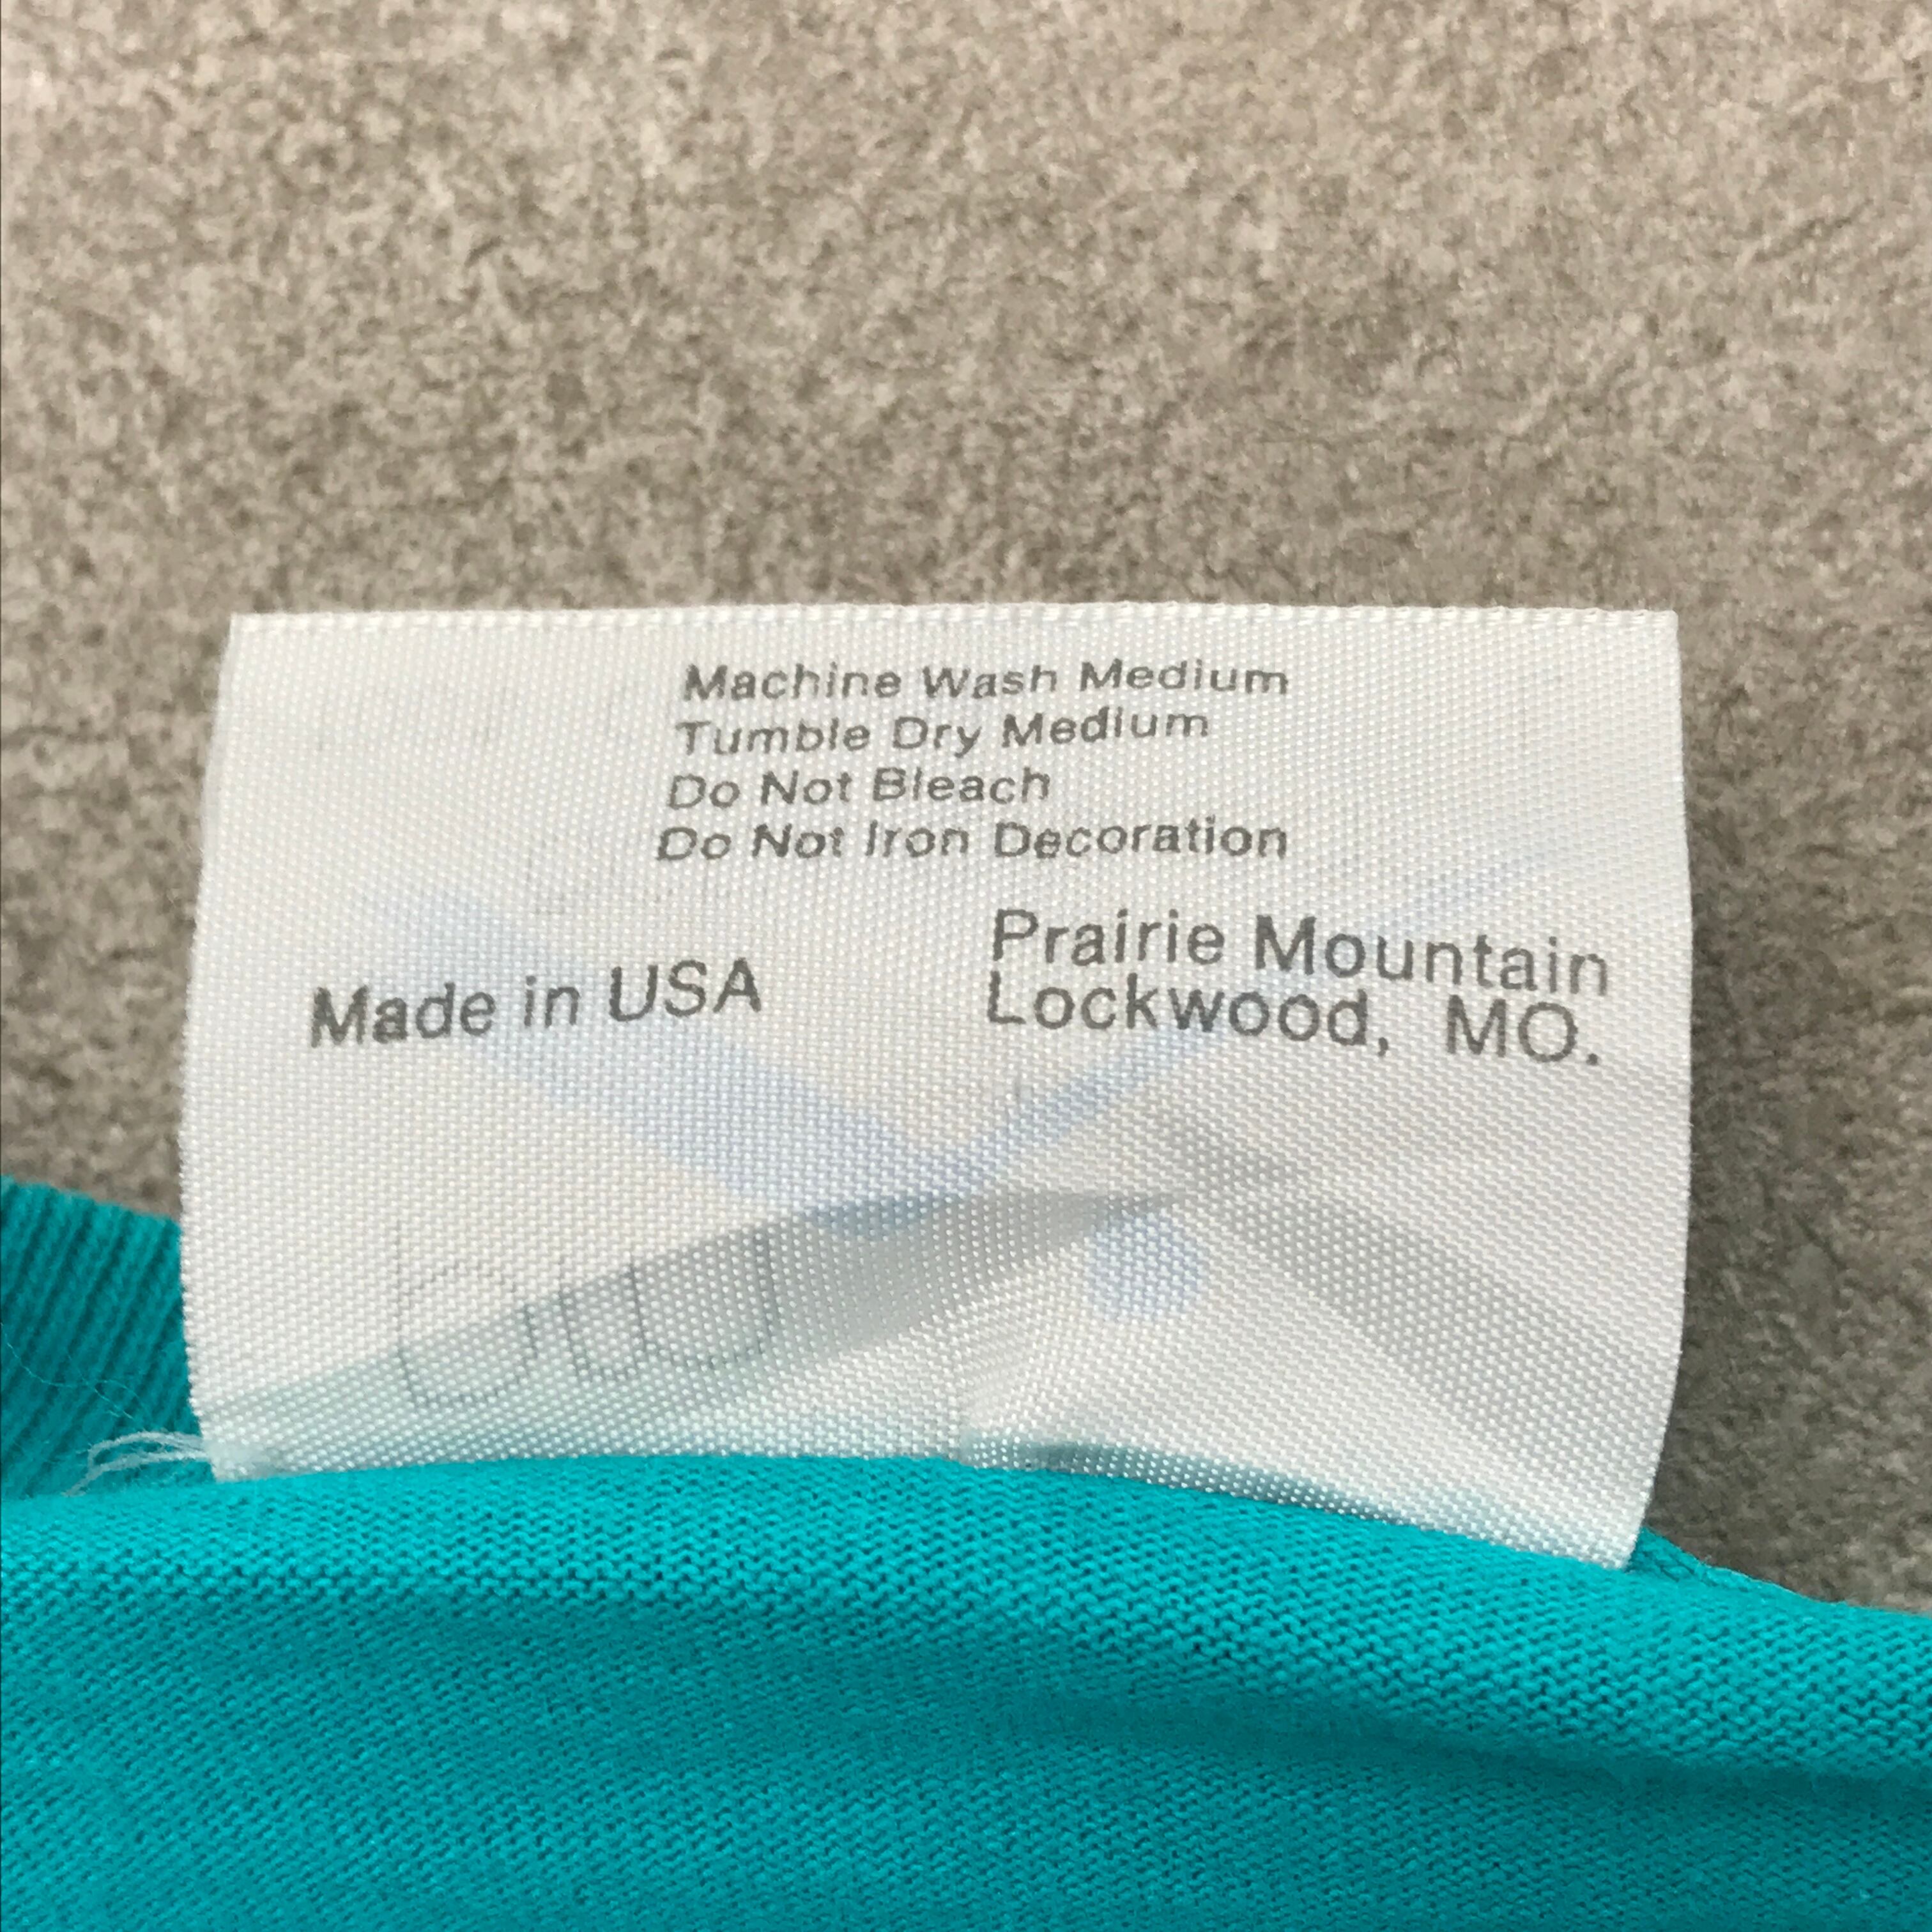 Machine Wash Medium
Tumble Dry Medium
Do Not Bleach
Do Not Iron Decoration
Made in USA
Prairie Mountain
Lockwood, MO.